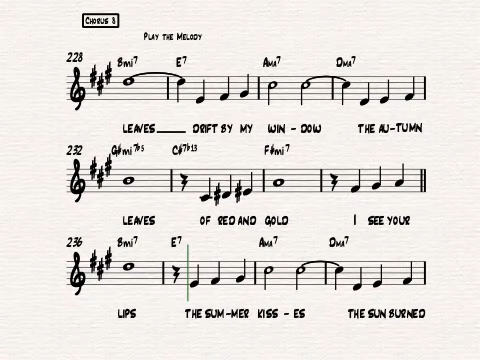 CHORUS 8
PLAY THE MELODY
228 Bmi7 E7 AMA7 DMA7
LEAVES____ DRIFT BY MY WIN - DOW THE AU-TUMN
232 G#mi7b5 C#7b13 F#mi7
LEAVES OF RED AND GOLD I SEE YOUR
236 Bmi7 E7 AMA7 DMA7
LIPS THE SUM-MER KISS - ES THE SUN BURNED